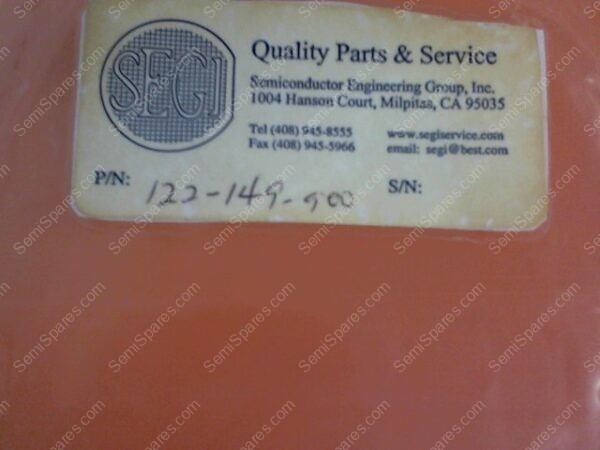 SEGI
Quality Parts & Service
Semiconductor Engineering Group, Inc.
1004 Hanson Court, Milpitas, CA 95035
Tel (408) 945-8555 www.segiservice.com
Fax (408) 945-5966 email: segi@best.com
P/N: 122-149-900 S/N:
SemiSpares.com